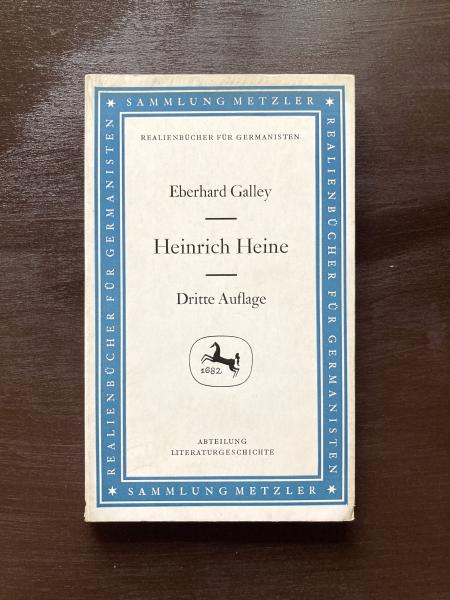 ★ SAMMLUNG METZLER ★
REALIENBÜCHER FÜR GERMANISTEN
REALIENBÜCHER FÜR GERMANISTEN
REALIENBÜCHER FÜR GERMANISTEN
Eberhard Galley
Heinrich Heine
Dritte Auflage
1682
ABTEILUNG
LITERATURGESCHICHTE
★ SAMMLUNG METZLER ★